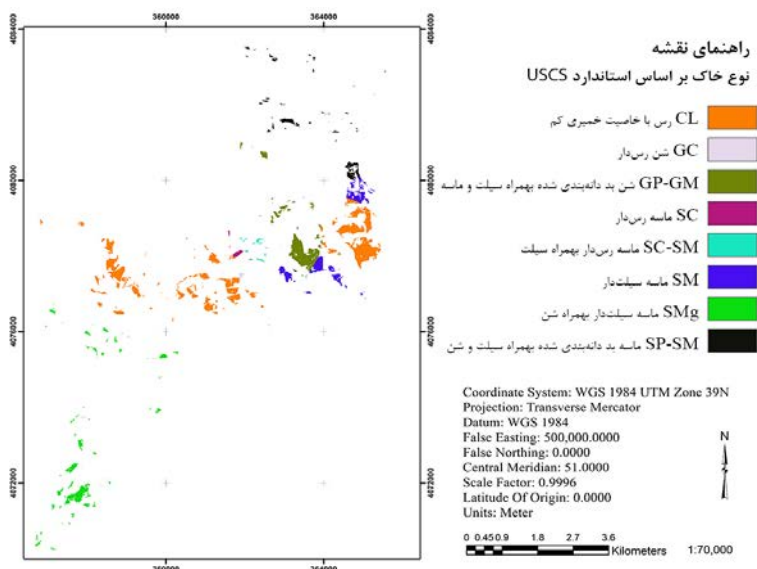 360000 364000
4084000 4084000
راهنمای نقشه
نوع خاک بر اساس استاندارد USCS
CL رس با خاصیت خمیری کم
GC شن رس‌دار
GP-GM شن بد دانه‌بندی شده بهمراه سیلت و ماسه
SC ماسه رس‌دار
SC-SM ماسه رس‌دار بهمراه سیلت
SM ماسه سیلت‌دار
SMg ماسه سیلت‌دار بهمراه شن
SP-SM ماسه بد دانه‌بندی شده بهمراه سیلت و شن
4080000 4080000
4076000 4076000
4072000 4072000
360000 364000
Coordinate System: WGS 1984 UTM Zone 39N
Projection: Transverse Mercator
Datum: WGS 1984
False Easting: 500,000.0000
False Northing: 0.0000
Central Meridian: 51.0000
Scale Factor: 0.9996
Latitude Of Origin: 0.0000
Units: Meter
N
0 0.45 0.9 1.8 2.7 3.6
Kilometers
1:70,000